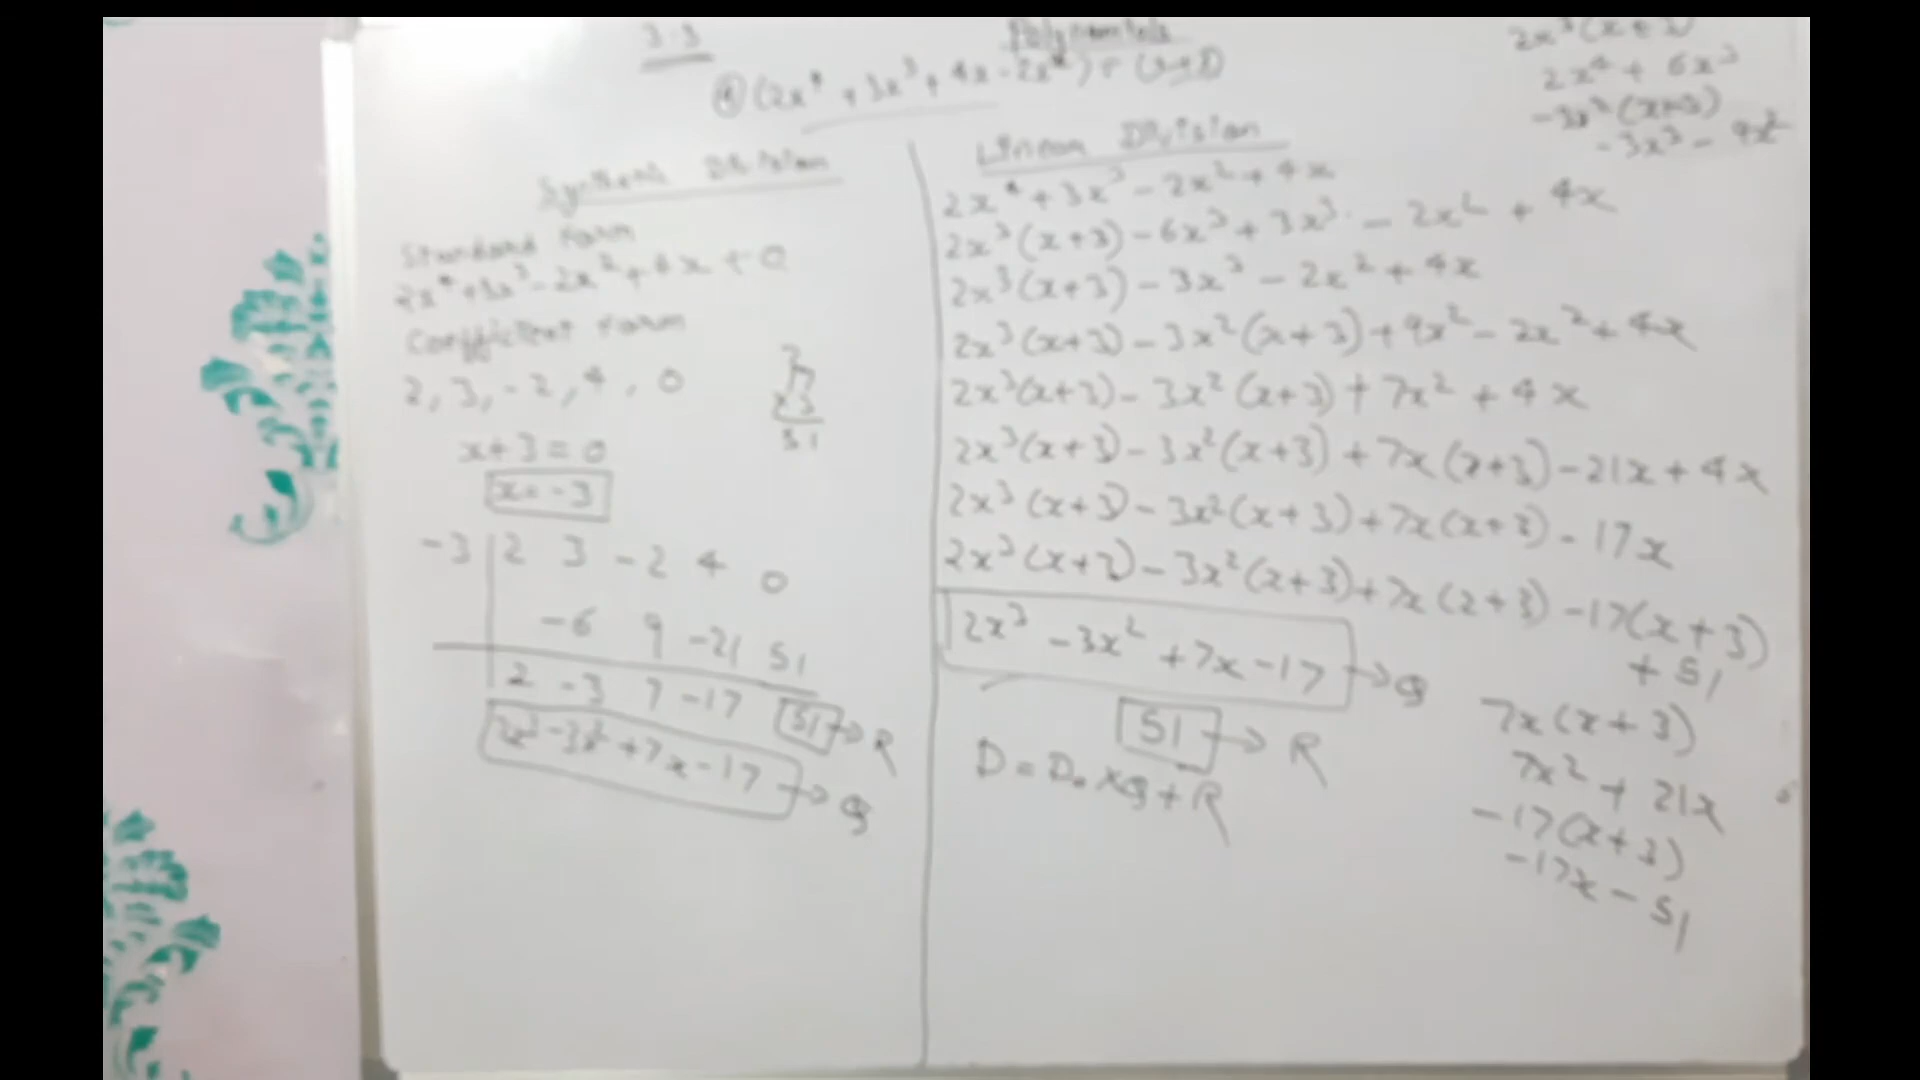 3.3
Polynomials
④ (2x⁴ + 3x³ + 4x - 2x²) ÷ (x+3)
Synthetic Division
Standard Form
2x⁴ + 3x³ - 2x² + 4x + 0
Coefficient Form
2, 3, -2, 4, 0
x+3 = 0
x = -3
x 3
51
-3 | 2 3 -2 4 0
-6 9 -21 51
2 -3 7 -17 51 → R
2x³ - 3x² + 7x - 17 → Q
Linear Division
2x⁴ + 3x³ - 2x² + 4x
2x³(x+3) - 6x³ + 3x³ - 2x² + 4x
2x³(x+3) - 3x³ - 2x² + 4x
2x³(x+3) - 3x²(x+3) + 9x² - 2x² + 4x
2x³(x+3) - 3x²(x+3) + 7x² + 4x
2x³(x+3) - 3x²(x+3) + 7x(x+3) - 21x + 4x
2x³(x+3) - 3x²(x+3) + 7x(x+3) - 17x
2x³(x+3) - 3x²(x+3) + 7x(x+3) - 17(x+3)
+ 51
2x³ - 3x² + 7x - 17 → Q
51 → R
D = D. x Q + R
2x³(x+3)
2x⁴ + 6x³
-3x²(x+3)
-3x³ - 9x²
7x(x+3)
7x² + 21x
-17(x+3)
-17x - 51